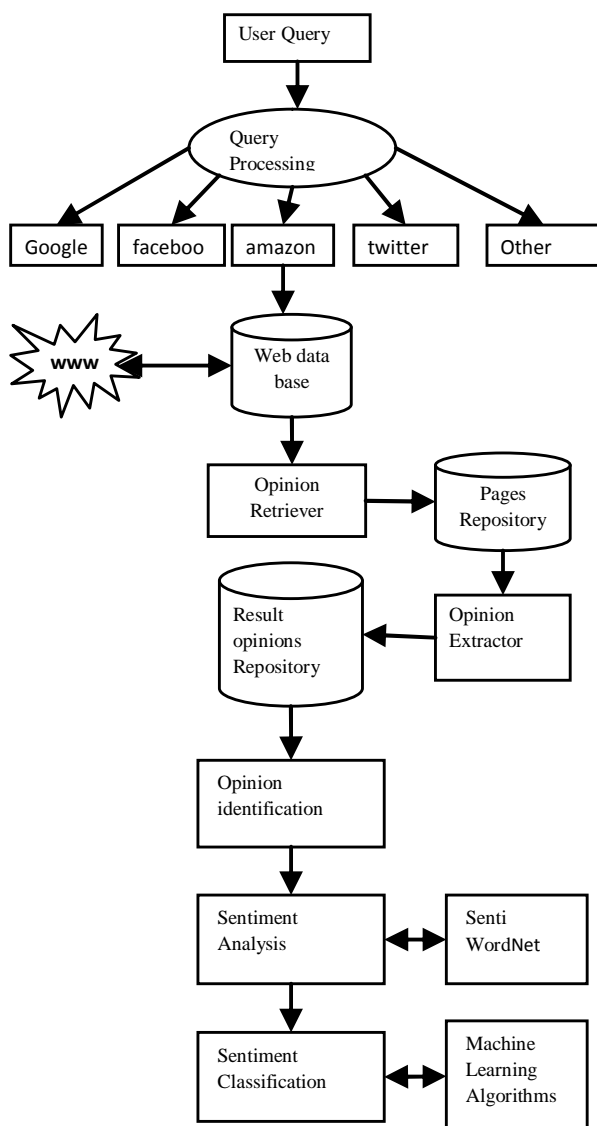 User Query
Query
Processing
Google
faceboo
amazon
twitter
Other
www
Web data
base
Opinion
Retriever
Pages
Repository
Result
opinions
Repository
Opinion
Extractor
Opinion
identification
Sentiment
Analysis
Senti
WordNet
Sentiment
Classification
Machine
Learning
Algorithms